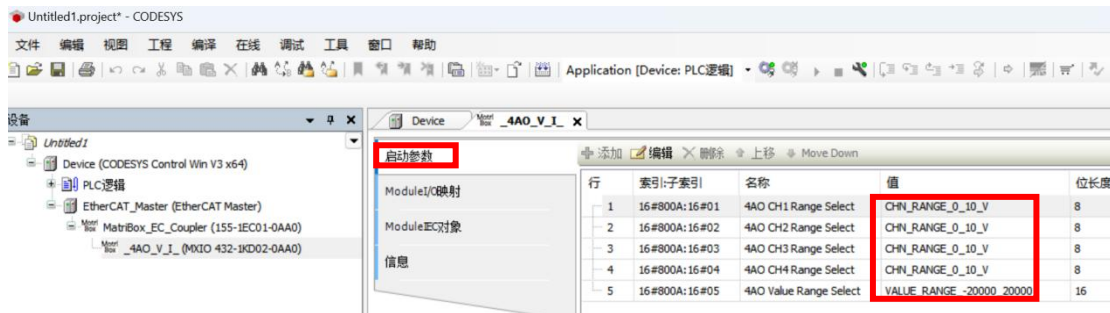 Untitled1.project* - CODESYS
文件 编辑 视图 工程 编译 在线 调试 工具 窗口 帮助
Application [Device: PLC逻辑]
设备
Device
Matri Box _4AO_V_I_
Untitled1
Device (CODESYS Control Win V3 x64)
PLC逻辑
EtherCAT_Master (EtherCAT Master)
Matri Box MatriBox_EC_Coupler (155-1EC01-0AA0)
Matri Box _4AO_V_I_ (MXIO 432-1KD02-0AA0)
启动参数
ModuleI/O映射
ModuleIEC对象
信息
添加 编辑 删除 上移 Move Down
行 索引:子索引 名称 值 位长度
1 16#800A:16#01 4AO CH1 Range Select CHN_RANGE_0_10_V 8
2 16#800A:16#02 4AO CH2 Range Select CHN_RANGE_0_10_V 8
3 16#800A:16#03 4AO CH3 Range Select CHN_RANGE_0_10_V 8
4 16#800A:16#04 4AO CH4 Range Select CHN_RANGE_0_10_V 8
5 16#800A:16#05 4AO Value Range Select VALUE_RANGE_-20000_20000 16